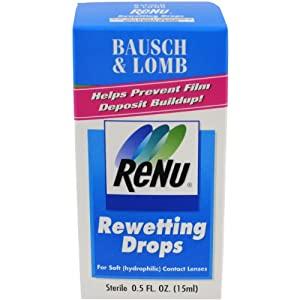 BAUSCH
& LOMB
Helps Prevent Film
Deposit Buildup!
ReNu
Rewetting
Drops
For Soft (hydrophilic) Contact Lenses
Sterile 0.5 FL. OZ. (15ml)